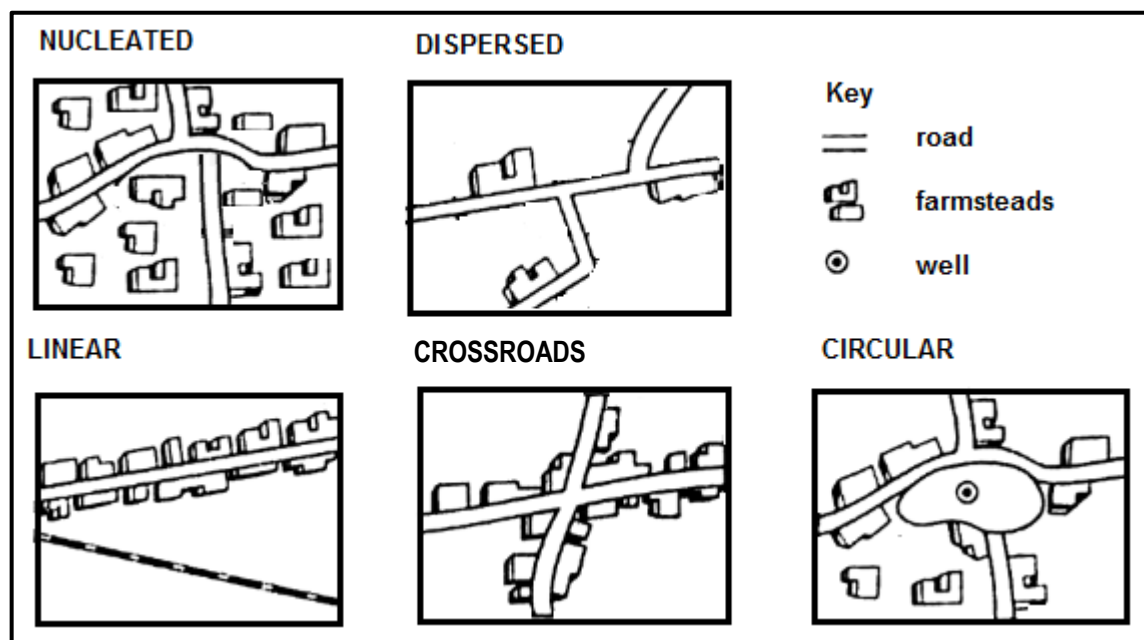 NUCLEATED
DISPERSED
Key
road
farmsteads
well
LINEAR
CROSSROADS
CIRCULAR